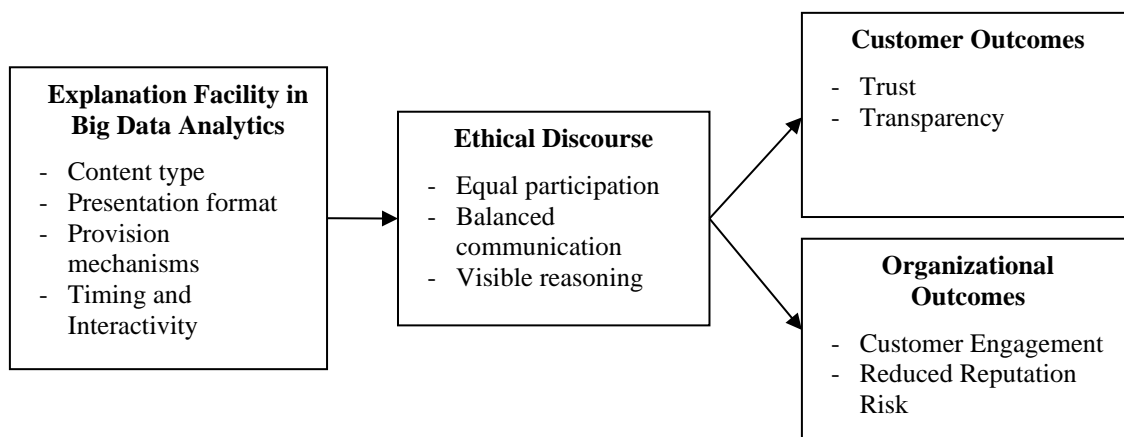 Explanation Facility in
Big Data Analytics
- Content type
- Presentation format
- Provision
mechanisms
- Timing and
Interactivity
Ethical Discourse
- Equal participation
- Balanced
communication
- Visible reasoning
Customer Outcomes
- Trust
- Transparency
Organizational
Outcomes
- Customer Engagement
- Reduced Reputation
Risk